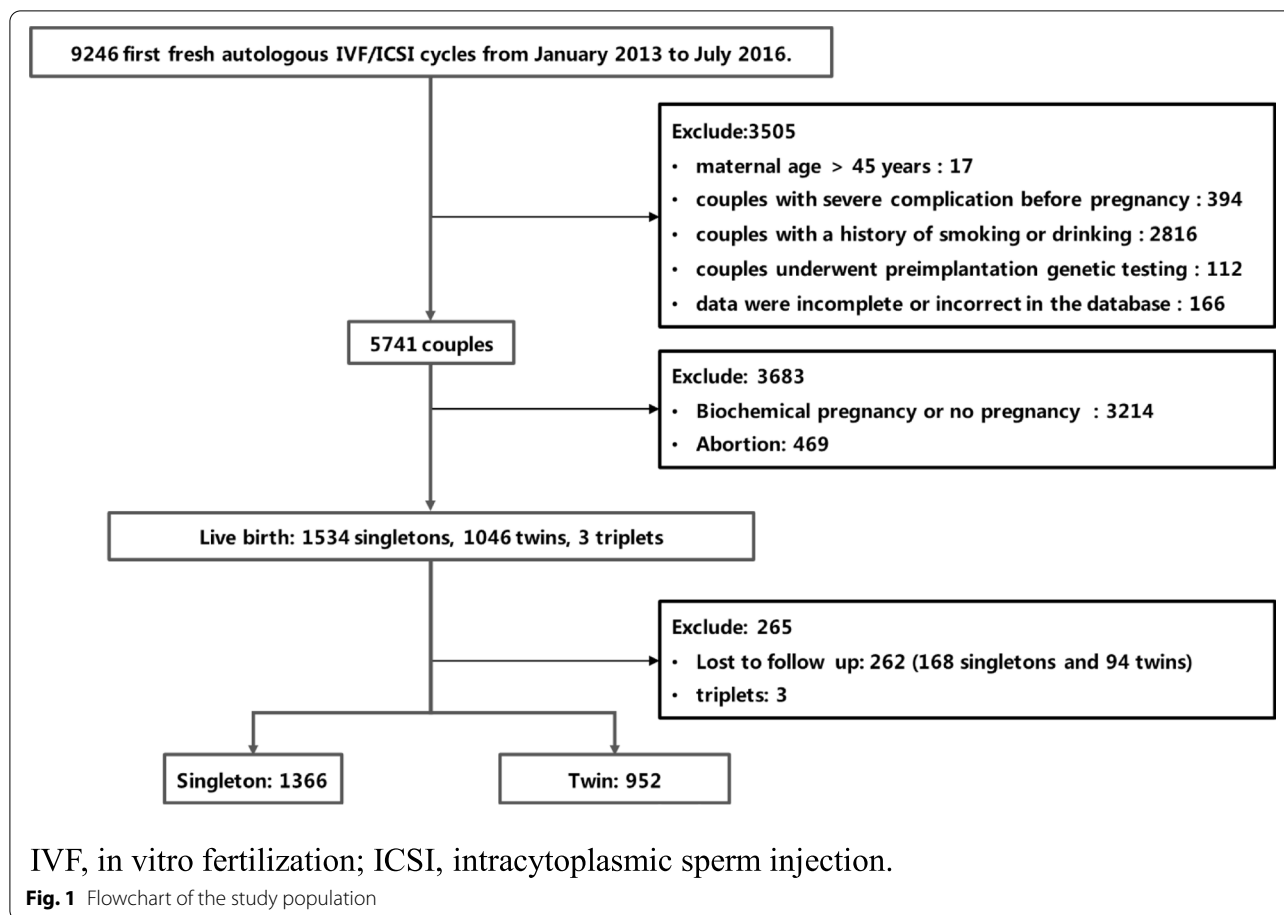 9246 first fresh autologous IVF/ICSI cycles from January 2013 to July 2016.
Exclude:3505
• maternal age > 45 years : 17
• couples with severe complication before pregnancy : 394
• couples with a history of smoking or drinking : 2816
• couples underwent preimplantation genetic testing : 112
• data were incomplete or incorrect in the database : 166
5741 couples
Exclude: 3683
• Biochemical pregnancy or no pregnancy : 3214
• Abortion: 469
Live birth: 1534 singletons, 1046 twins, 3 triplets
Exclude: 265
• Lost to follow up: 262 (168 singletons and 94 twins)
• triplets: 3
Singleton: 1366
Twin: 952
IVF, in vitro fertilization; ICSI, intracytoplasmic sperm injection.
Fig. 1 Flowchart of the study population